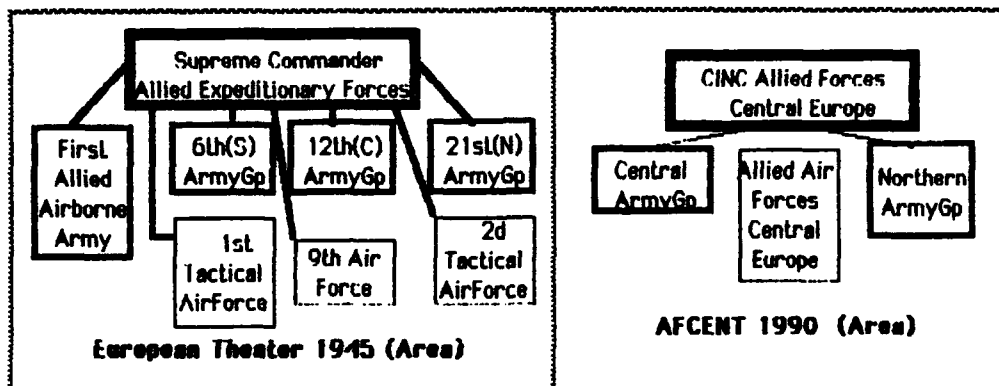 Supreme Commander
Allied Expeditionary Forces
First
Allied
Airborne
Army
6th(S)
ArmyGp
12th(C)
ArmyGp
21st(N)
ArmyGp
1st
Tactical
AirForce
9th Air
Force
2d
Tactical
AirForce
European Theater 1945 (Area)
CINC Allied Forces
Central Europe
Central
ArmyGp
Allied Air
Forces
Central
Europe
Northern
ArmyGp
AFCENT 1990 (Area)